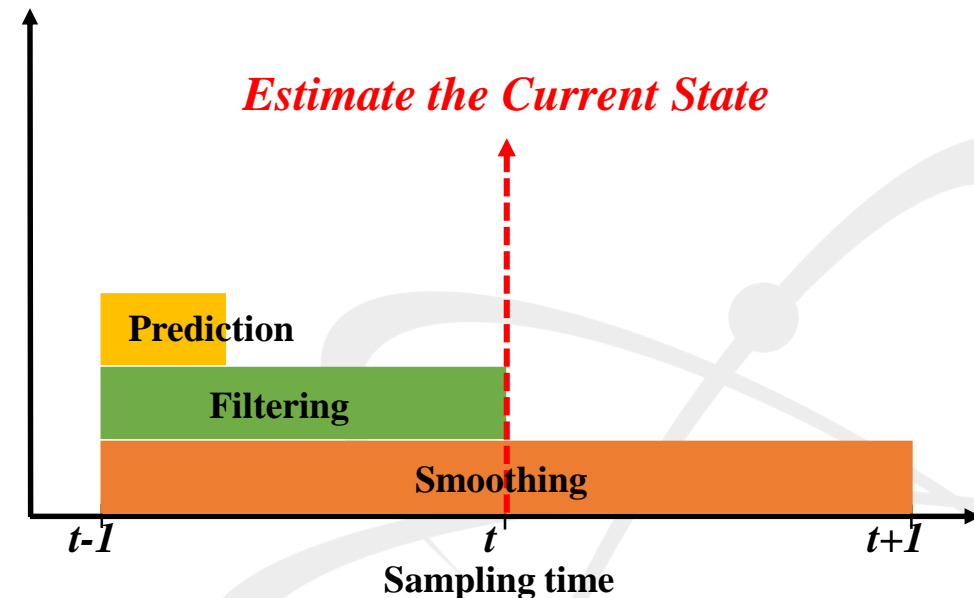 Estimate the Current State
Prediction
Filtering
Smoothing
t-1
t
t+1
Sampling time